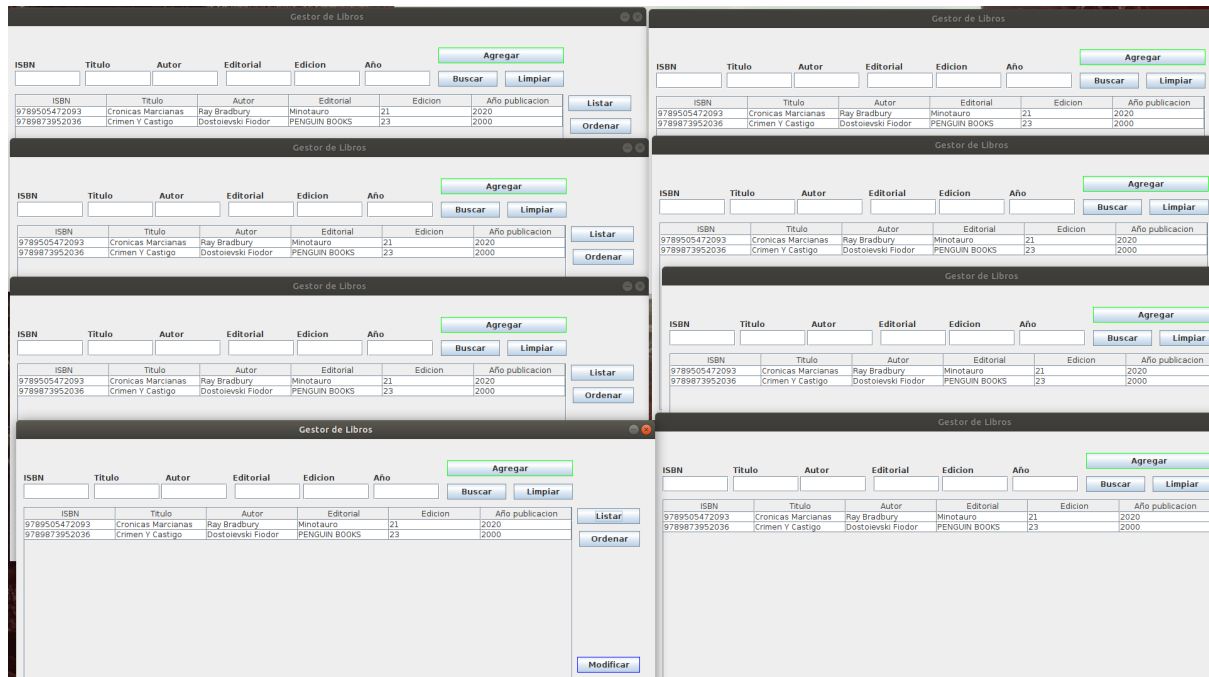 Gestor de Libros
Agregar
ISBN Titulo Autor Editorial Edicion Año
Buscar Limpiar
ISBN Titulo Autor Editorial Edicion Año publicacion
9789505472093 Cronicas Marcianas Ray Bradbury Minotauro 21 2020
9789873952036 Crimen Y Castigo Dostoievski Fiodor PENGUIN BOOKS 23 2000
Listar
Ordenar
Gestor de Libros
Agregar
ISBN Titulo Autor Editorial Edicion Año
Buscar Limpiar
ISBN Titulo Autor Editorial Edicion Año publicacion
9789505472093 Cronicas Marcianas Ray Bradbury Minotauro 21 2020
9789873952036 Crimen Y Castigo Dostoievski Fiodor PENGUIN BOOKS 23 2000
Listar
Ordenar
Gestor de Libros
Agregar
ISBN Titulo Autor Editorial Edicion Año
Buscar Limpiar
ISBN Titulo Autor Editorial Edicion Año publicacion
9789505472093 Cronicas Marcianas Ray Bradbury Minotauro 21 2020
9789873952036 Crimen Y Castigo Dostoievski Fiodor PENGUIN BOOKS 23 2000
Listar
Ordenar
Gestor de Libros
Agregar
ISBN Titulo Autor Editorial Edicion Año
Buscar Limpiar
ISBN Titulo Autor Editorial Edicion Año publicacion
9789505472093 Cronicas Marcianas Ray Bradbury Minotauro 21 2020
9789873952036 Crimen Y Castigo Dostoievski Fiodor PENGUIN BOOKS 23 2000
Listar
Ordenar
Modificar
Gestor de Libros
Agregar
ISBN Titulo Autor Editorial Edicion Año
Buscar Limpiar
ISBN Titulo Autor Editorial Edicion Año publicacion
9789505472093 Cronicas Marcianas Ray Bradbury Minotauro 21 2020
9789873952036 Crimen Y Castigo Dostoievski Fiodor PENGUIN BOOKS 23 2000
Gestor de Libros
Agregar
ISBN Titulo Autor Editorial Edicion Año
Buscar Limpiar
ISBN Titulo Autor Editorial Edicion Año publicacion
9789505472093 Cronicas Marcianas Ray Bradbury Minotauro 21 2020
9789873952036 Crimen Y Castigo Dostoievski Fiodor PENGUIN BOOKS 23 2000
Gestor de Libros
Agregar
ISBN Titulo Autor Editorial Edicion Año
Buscar Limpiar
ISBN Titulo Autor Editorial Edicion Año publicacion
9789505472093 Cronicas Marcianas Ray Bradbury Minotauro 21 2020
9789873952036 Crimen Y Castigo Dostoievski Fiodor PENGUIN BOOKS 23 2000
Gestor de Libros
Agregar
ISBN Titulo Autor Editorial Edicion Año
Buscar Limpiar
ISBN Titulo Autor Editorial Edicion Año publicacion
9789505472093 Cronicas Marcianas Ray Bradbury Minotauro 21 2020
9789873952036 Crimen Y Castigo Dostoievski Fiodor PENGUIN BOOKS 23 2000